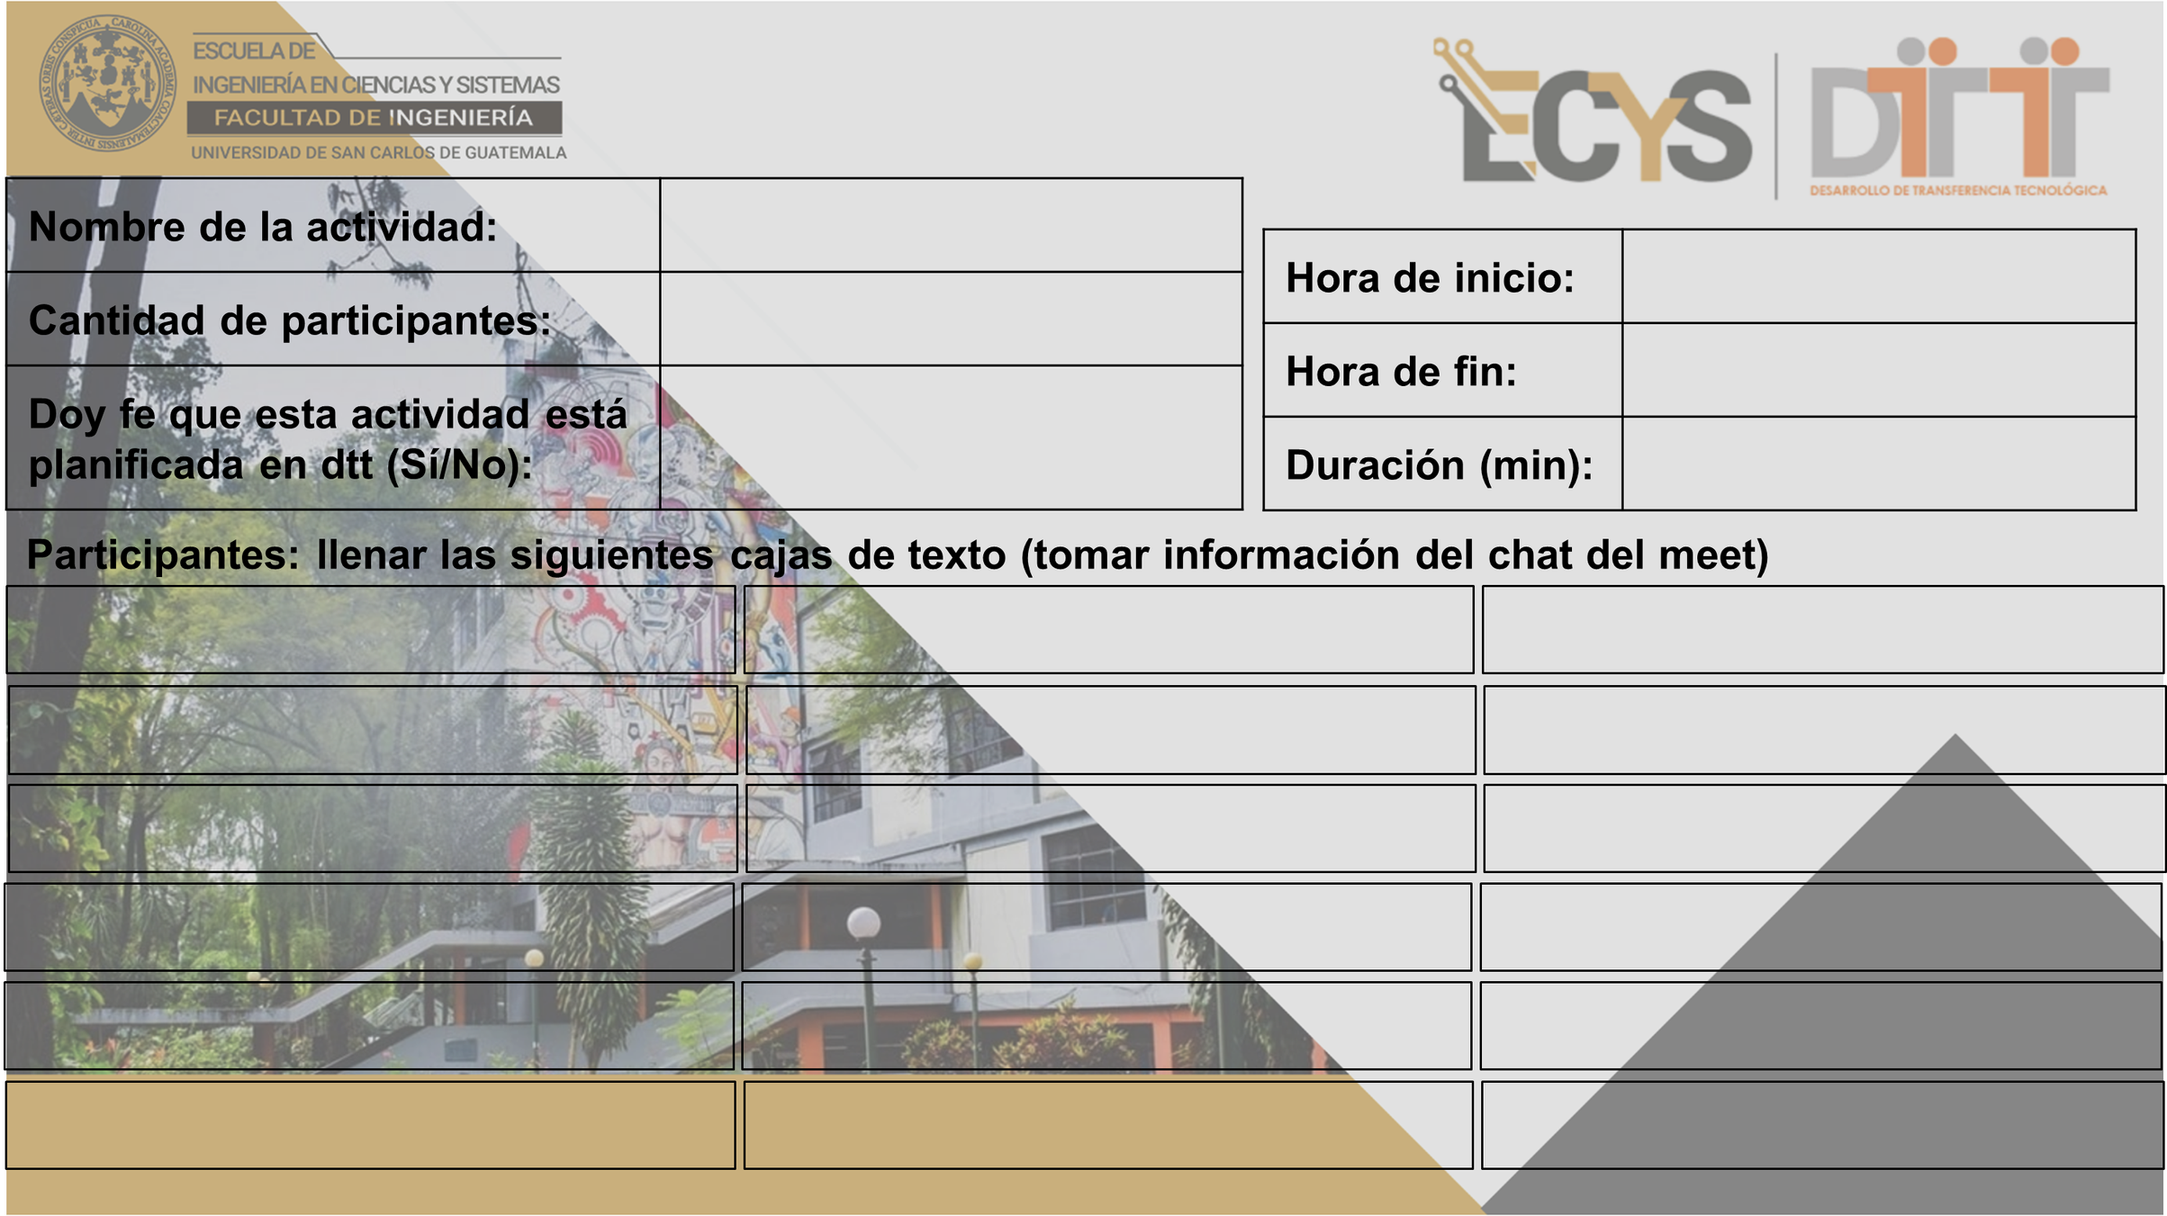 ESCUELA DE
INGENIERÍA EN CIENCIAS Y SISTEMAS
FACULTAD DE INGENIERÍA
UNIVERSIDAD DE SAN CARLOS DE GUATEMALA
ECYS
DTT
DESARROLLO DE TRANSFERENCIA TECNOLÓGICA
Nombre de la actividad:
Cantidad de participantes:
Doy fe que esta actividad está
planificada en dtt (Sí/No):
Hora de inicio:
Hora de fin:
Duración (min):
Participantes: llenar las siguientes cajas de texto (tomar información del chat del meet)